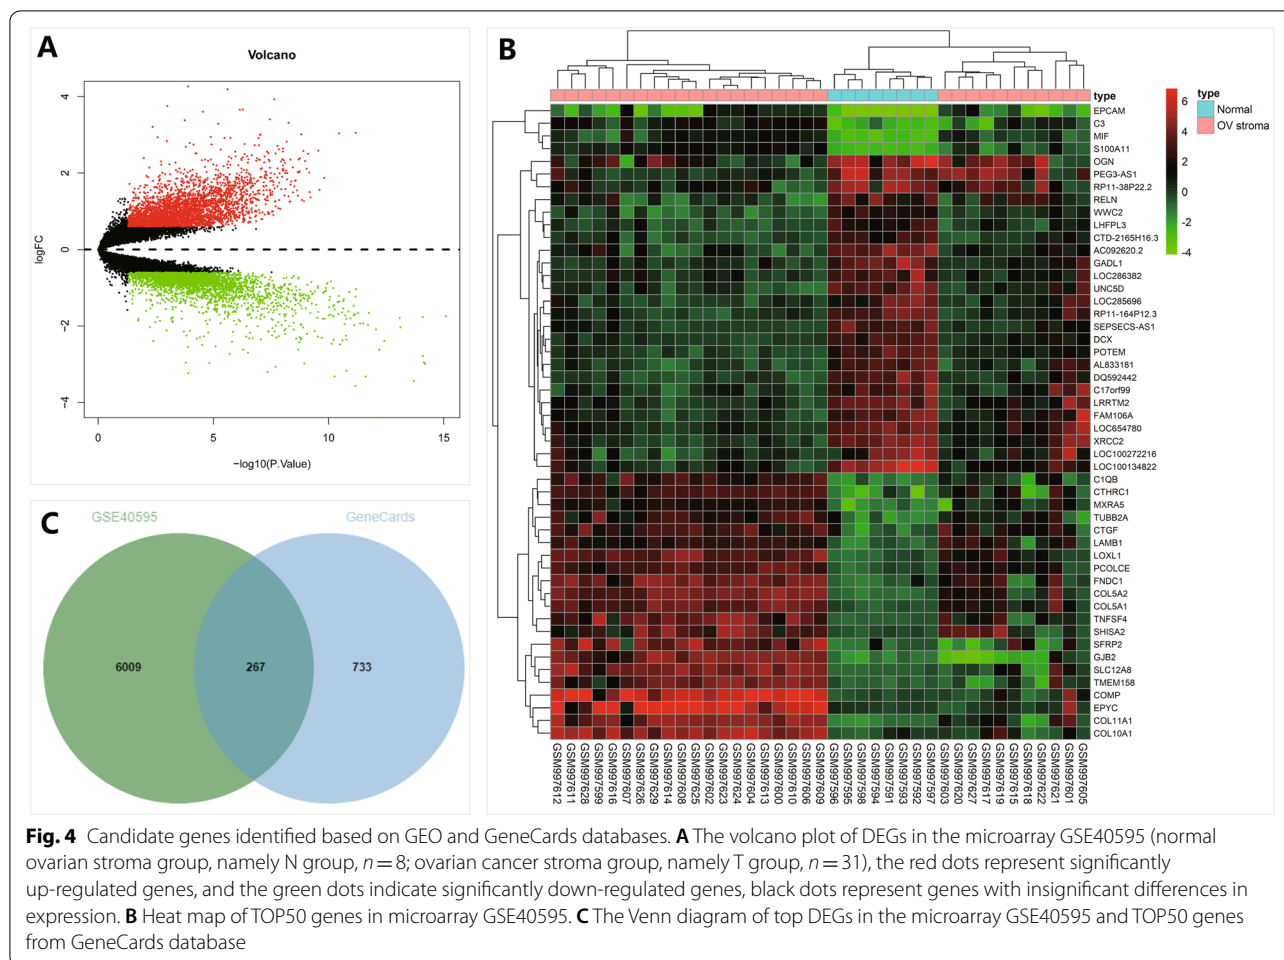 A
Volcano
4
2
0
−2
−4
logFC
0
5
10
15
−log10(P.Value)
B
type
EPCAM
C3
MIF
S100A11
OGN
PEG3-AS1
RP11-38P22.2
RELN
WWC2
LHFPL3
CTD-2165H16.3
AC092620.2
GADL1
LOC286382
UNC5D
LOC285696
RP11-164P12.3
SEPSECS-AS1
DCX
POTEM
AL833181
DQ592442
C17orf99
LRRTM2
FAM106A
LOC654780
XRCC2
LOC100272216
LOC100134822
C1QB
CTHRC1
MXRA5
TUBB2A
CTGF
LAMB1
LOXL1
PCOLCE
FNDC1
COL5A2
COL5A1
TNFSF4
SHISA2
SFRP2
GJB2
SLC12A8
TMEM158
COMP
EPYC
COL11A1
COL10A1
6
4
2
0
-2
-4
type
Normal
OV stroma
GSM997612
GSM997611
GSM997628
GSM997599
GSM997616
GSM997607
GSM997626
GSM997629
GSM997614
GSM997608
GSM997625
GSM997602
GSM997623
GSM997624
GSM997604
GSM997613
GSM997600
GSM997610
GSM997606
GSM997609
GSM997596
GSM997595
GSM997598
GSM997594
GSM997591
GSM997593
GSM997592
GSM997597
GSM997603
GSM997620
GSM997627
GSM997617
GSM997619
GSM997615
GSM997618
GSM997622
GSM997621
GSM997601
GSM997605
C
GSE40595
GeneCards
6009
267
733
Fig. 4 Candidate genes identified based on GEO and GeneCards databases. A The volcano plot of DEGs in the microarray GSE40595 (normal
ovarian stroma group, namely N group, n = 8; ovarian cancer stroma group, namely T group, n = 31), the red dots represent significantly
up-regulated genes, and the green dots indicate significantly down-regulated genes, black dots represent genes with insignificant differences in
expression. B Heat map of TOP50 genes in microarray GSE40595. C The Venn diagram of top DEGs in the microarray GSE40595 and TOP50 genes
from GeneCards database